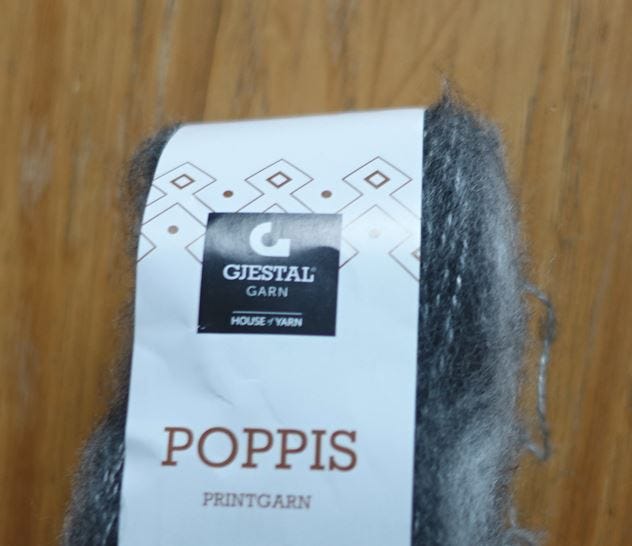 GJESTAL®
GARN
HOUSE of YARN
POPPIS
PRINTGARN